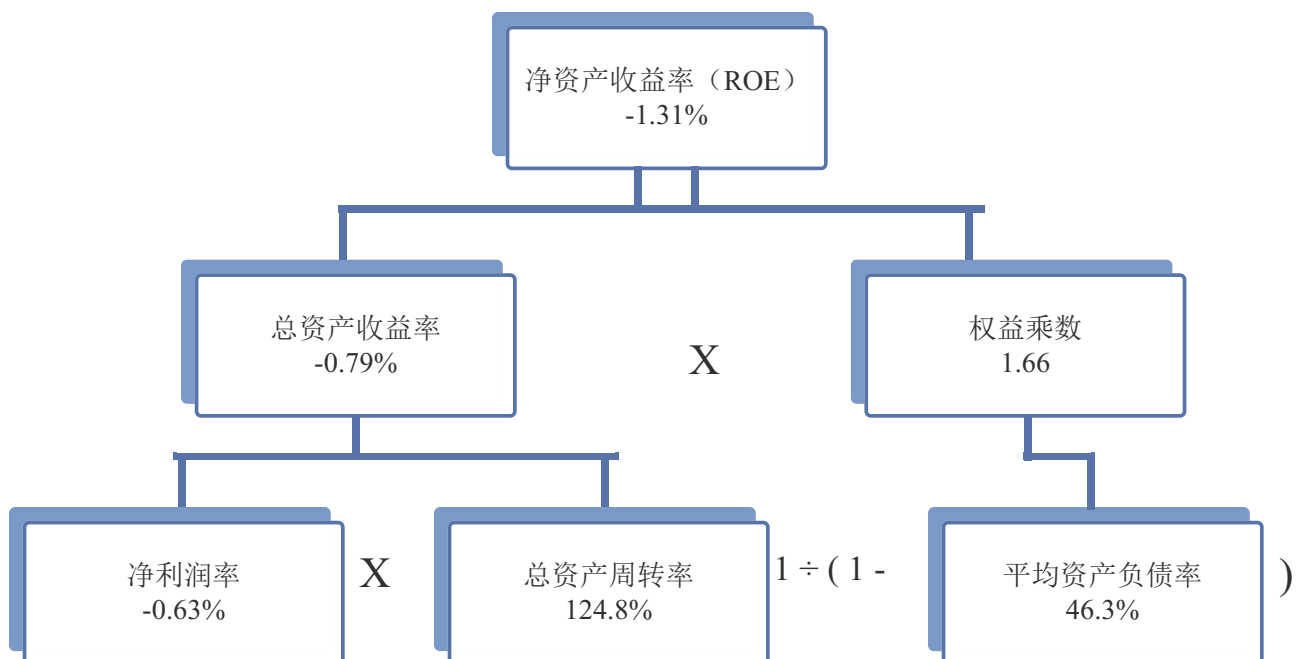 净资产收益率（ROE）
-1.31%
总资产收益率
-0.79%
X
权益乘数
1.66
净利润率
-0.63%
X
总资产周转率
124.8%
1 ÷ ( 1 -
平均资产负债率
46.3%
)